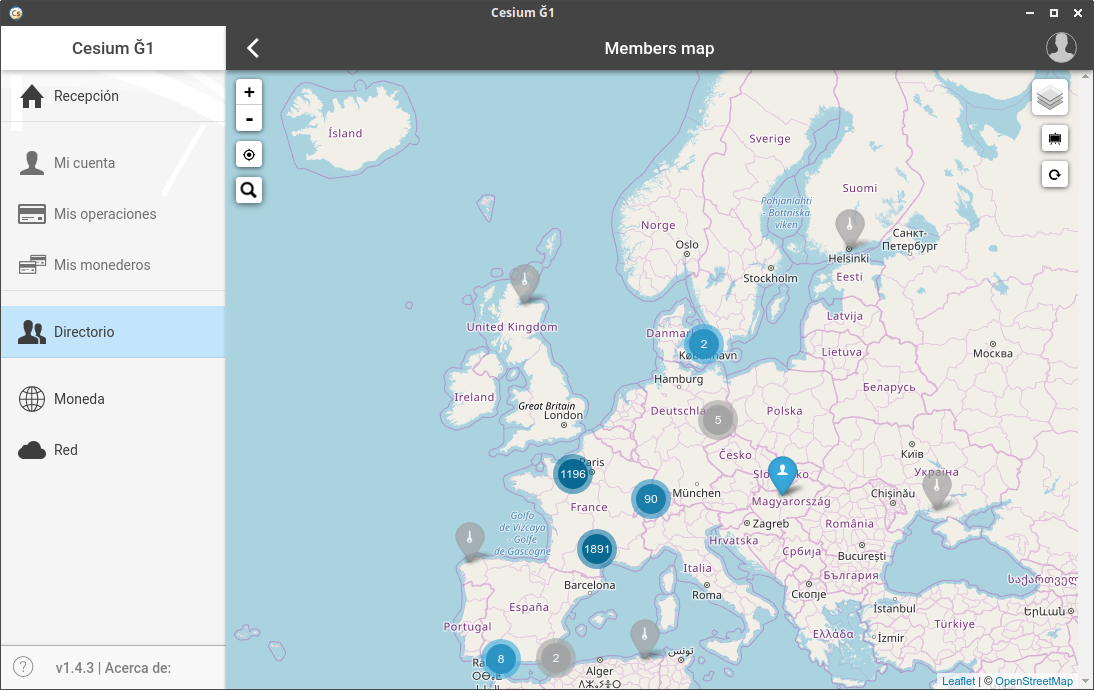 Cesium Ğ1
Cesium Ğ1
Members map
Recepción
Mi cuenta
Mis operaciones
Mis monederos
Directorio
Moneda
Red
?
v1.4.3 | Acerca de:
+
-
Ísland
Sverige
Suomi
Pohjanlahti
- Bottniska
viken
Norge
Oslo
Санкт-
Петербург
Helsinki
Stockholm
Eesti
United Kingdom
Latvija
Danmark
2
København
Lietuva
Москва
Hamburg
Беларусь
Ireland
Great Britain
London
Deutschla
5
Polska
Česko
Київ
Paris
1196
Slo
ko
Україна
München
90
Magyarország
Chișinău
France
Golfo
de Vizcaya
- Golfe
de Gascogne
Zagreb
România
1891
Hrvatska
Србија
București
Italia
България
Barcelona
Roma
Скопје
საქართველო
España
İstanbul
Portugal
Ελλάδα
Türkiye
İzmir
Ra
8
2
Alger
تونس
Leaflet | © OpenStreetMap